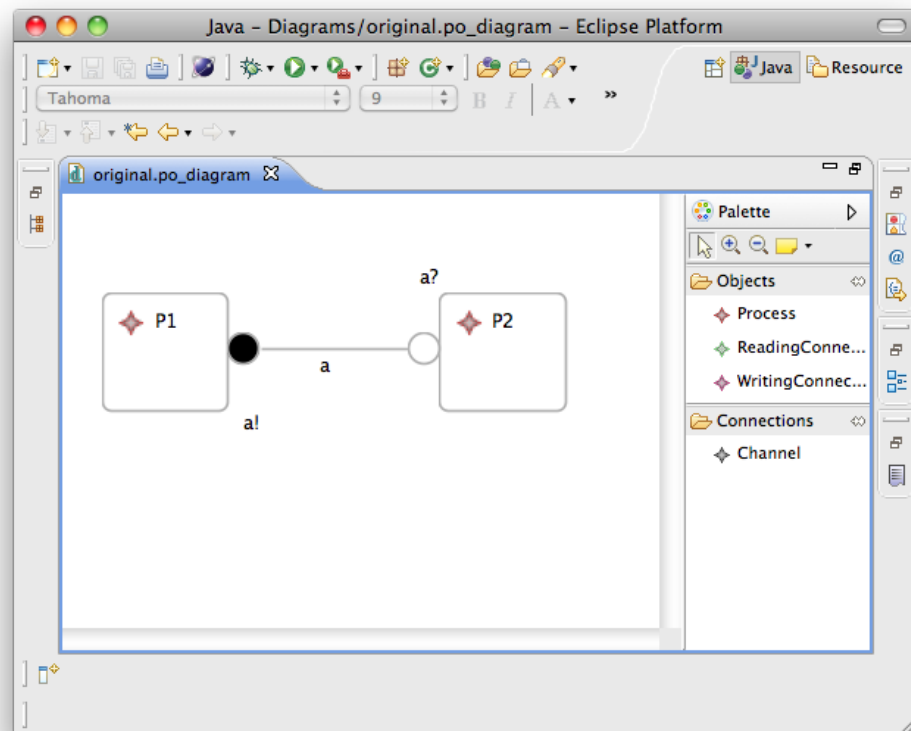 Java - Diagrams/original.po_diagram - Eclipse Platform
Java Resource
Tahoma 9 B I A »
original.po_diagram
Palette
a?
Objects
P1 P2
Process
ReadingConne...
a
WritingConnec...
a!
Connections
Channel